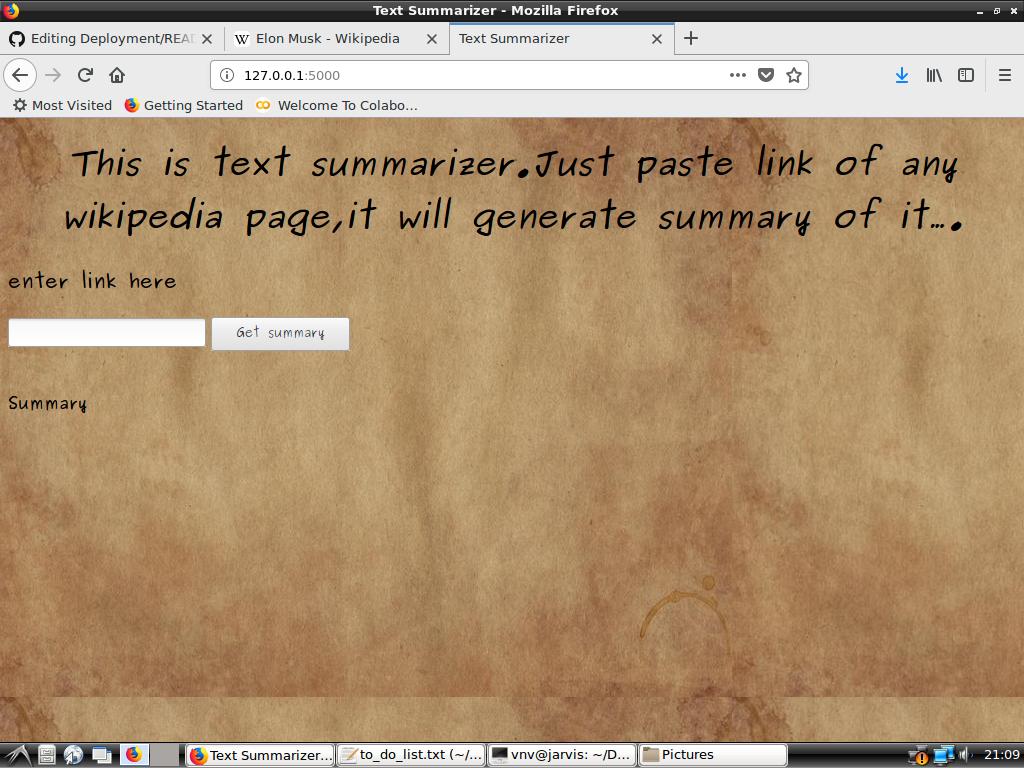 Text Summarizer - Mozilla Firefox
Editing Deployment/REA
W Elon Musk - Wikipedia
Text Summarizer
127.0.0.1:5000
Most Visited Getting Started Welcome To Colabo...
This is text summarizer.Just paste link of any
wikipedia page,it will generate summary of it....
enter link here
Get summary
Summary
Text Summarizer... to_do_list.txt (~/... vnv@jarvis: ~/D... Pictures 21:09